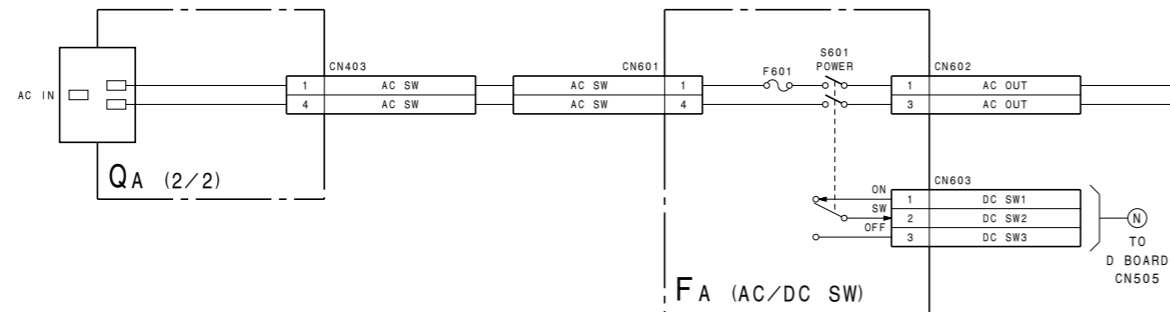 AC IN
CN403
1 AC SW
4 AC SW
QA (2/2)
CN601
AC SW 1
AC SW 4
F601
S601
POWER
CN602
1 AC OUT
3 AC OUT
CN603
ON 1 DC SW1
SW 2 DC SW2
OFF 3 DC SW3
N
TO
D BOARD
CN505
FA (AC/DC SW)